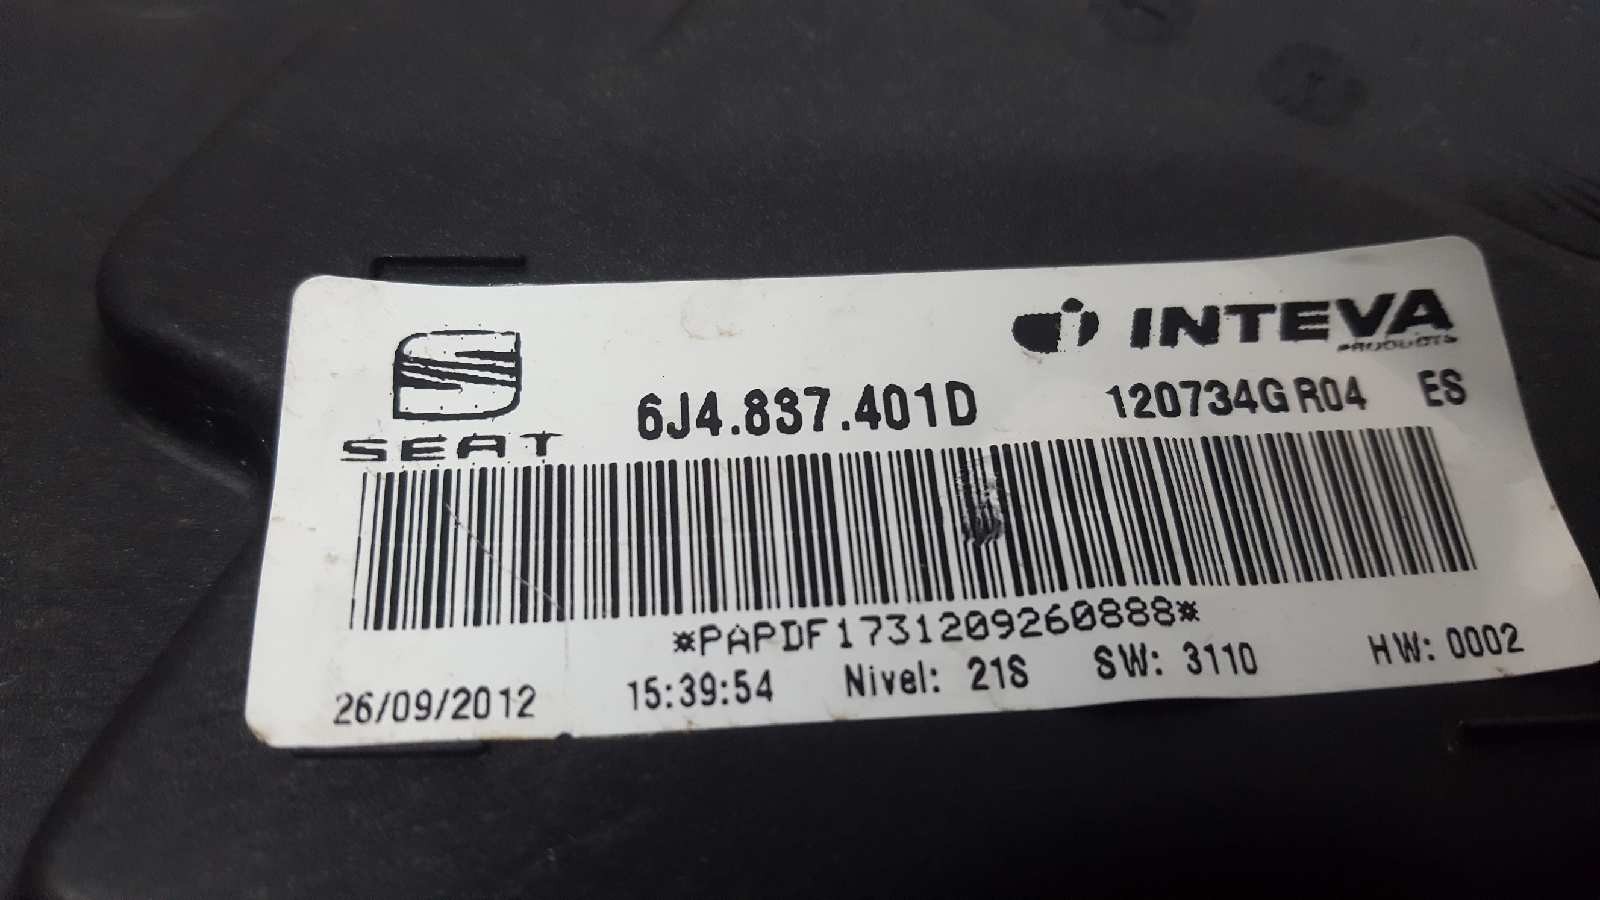 INTEVA
PRODUCTS
SEAT
6J4.837.401D
120734G R04 ES
*PAPDF1731209260888*
26/09/2012 15:39:54 Nivel: 21S SW: 3110 HW: 0002